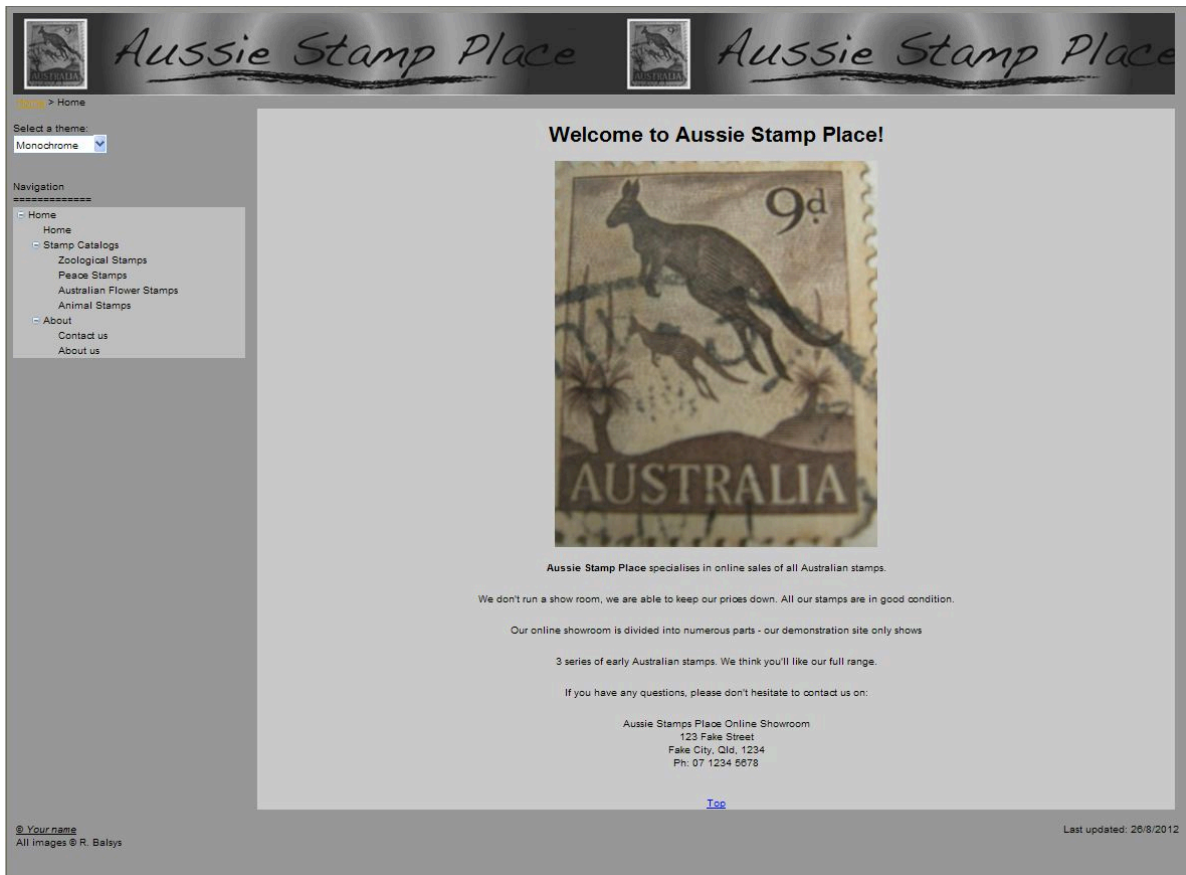 Aussie Stamp Place Aussie Stamp Place
AUSTRALIA AUSTRALIA
Home > Home
Select a theme:
Monochrome
Navigation
=============
Home
Home
Stamp Catalogs
Zoological Stamps
Peace Stamps
Australian Flower Stamps
Animal Stamps
About
Contact us
About us
Welcome to Aussie Stamp Place!
9d
AUSTRALIA
Aussie Stamp Place specialises in online sales of all Australian stamps.
We don't run a show room, we are able to keep our prices down. All our stamps are in good condition.
Our online showroom is divided into numerous parts - our demonstration site only shows
3 series of early Australian stamps. We think you'll like our full range.
If you have any questions, please don't hesitate to contact us on:
Aussie Stamps Place Online Showroom
123 Fake Street
Fake City, Qld, 1234
Ph: 07 1234 5678
Top
© Your name
All images © R. Balsys
Last updated: 26/8/2012